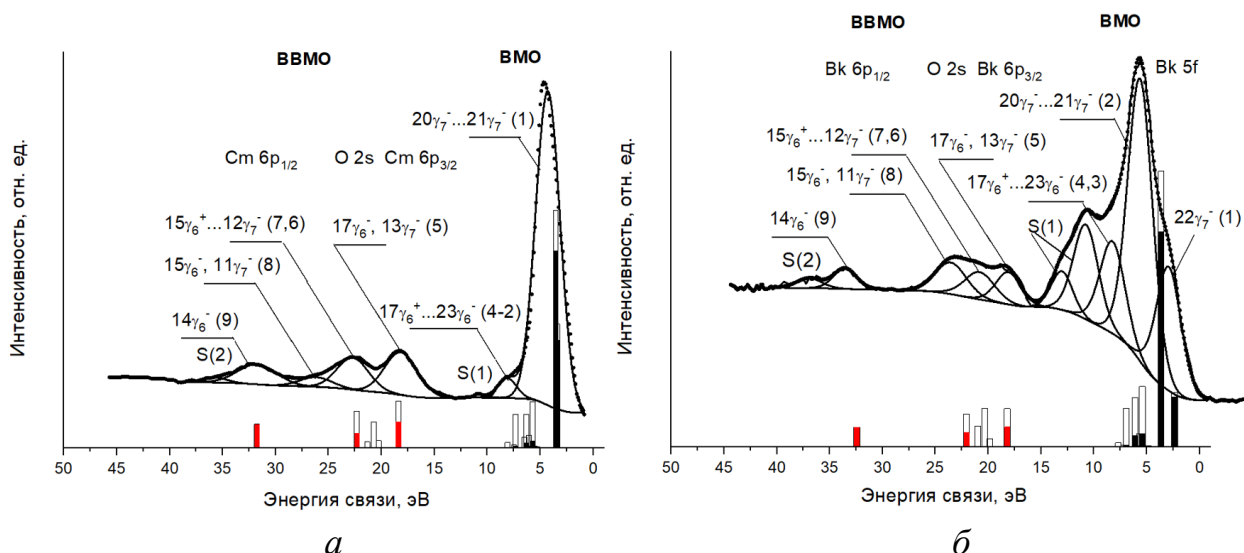 ВВМО
ВМО
Интенсивность, отн. ед.
20γ₇⁻...21γ₇⁻ (1)
Cm 6p₁/₂
O 2s
Cm 6p₃/₂
15γ₆⁺...12γ₇⁻ (7,6)
17γ₆⁻, 13γ₇⁻ (5)
15γ₆⁻, 11γ₇⁻ (8)
17γ₆⁺...23γ₆⁻ (4-2)
14γ₆⁻ (9)
S(2)
S(1)
50 45 40 35 30 25 20 15 10 5 0
Энергия связи, эВ
а
ВВМО
ВМО
Интенсивность, отн. ед.
Bk 6p₁/₂
O 2s
Bk 6p₃/₂
Bk 5f
20γ₇⁻...21γ₇⁻ (2)
15γ₆⁺...12γ₇⁻ (7,6)
17γ₆⁻, 13γ₇⁻ (5)
15γ₆⁻, 11γ₇⁻ (8)
17γ₆⁺...23γ₆⁻ (4,3)
14γ₆⁻ (9)
S(1)
22γ₇⁻ (1)
S(2)
50 45 40 35 30 25 20 15 10 5 0
Энергия связи, эВ
б